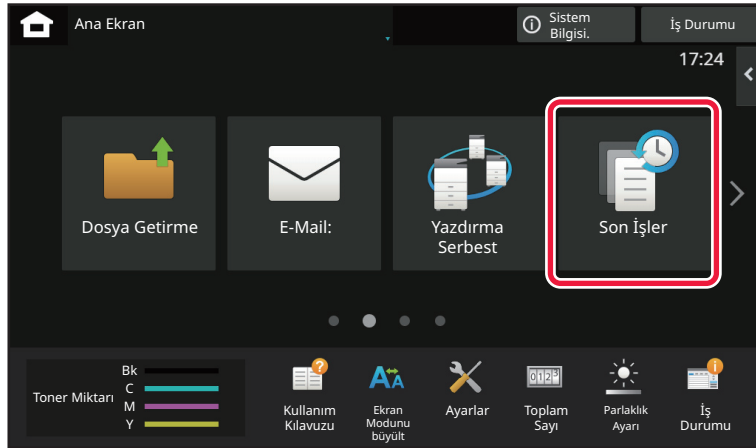 Ana Ekran
Sistem
Bilgisi.
İş Durumu
17:24
Dosya Getirme
E-Mail:
Yazdırma
Serbest
Son İşler
Toner Miktarı
Bk
C
M
Y
Kullanım
Kılavuzu
Ekran
Modunu
büyült
Ayarlar
0129
Toplam
Sayı
Parlaklık
Ayarı
İş
Durumu